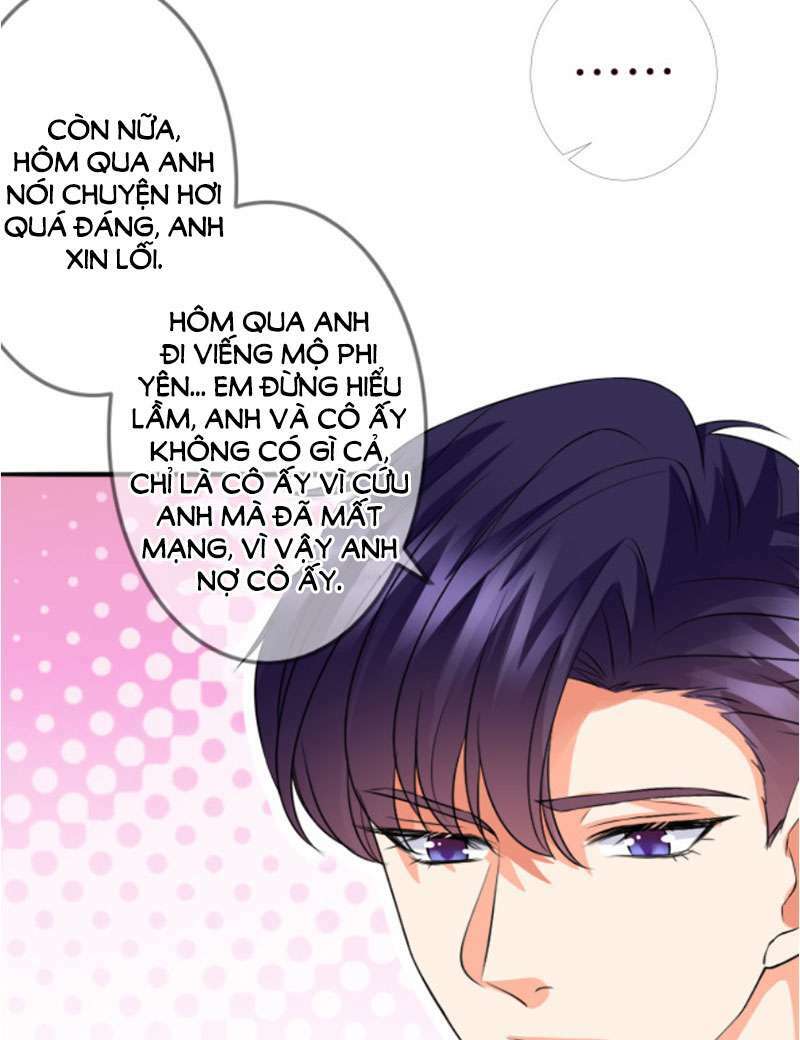 ......
CÒN NỮA,
HÔM QUA ANH
NÓI CHUYỆN HƠI
QUÁ ĐÁNG, ANH
XIN LỖI.
HÔM QUA ANH
ĐI VIẾNG MỘ PHI
YÊN... EM ĐỪNG HIỂU
LẦM, ANH VÀ CÔ ẤY
KHÔNG CÓ GÌ CẢ,
CHỈ LÀ CÔ ẤY VÌ CỨU
ANH MÀ ĐÃ MẤT
MẠNG, VÌ VẬY ANH
NỢ CÔ ẤY.